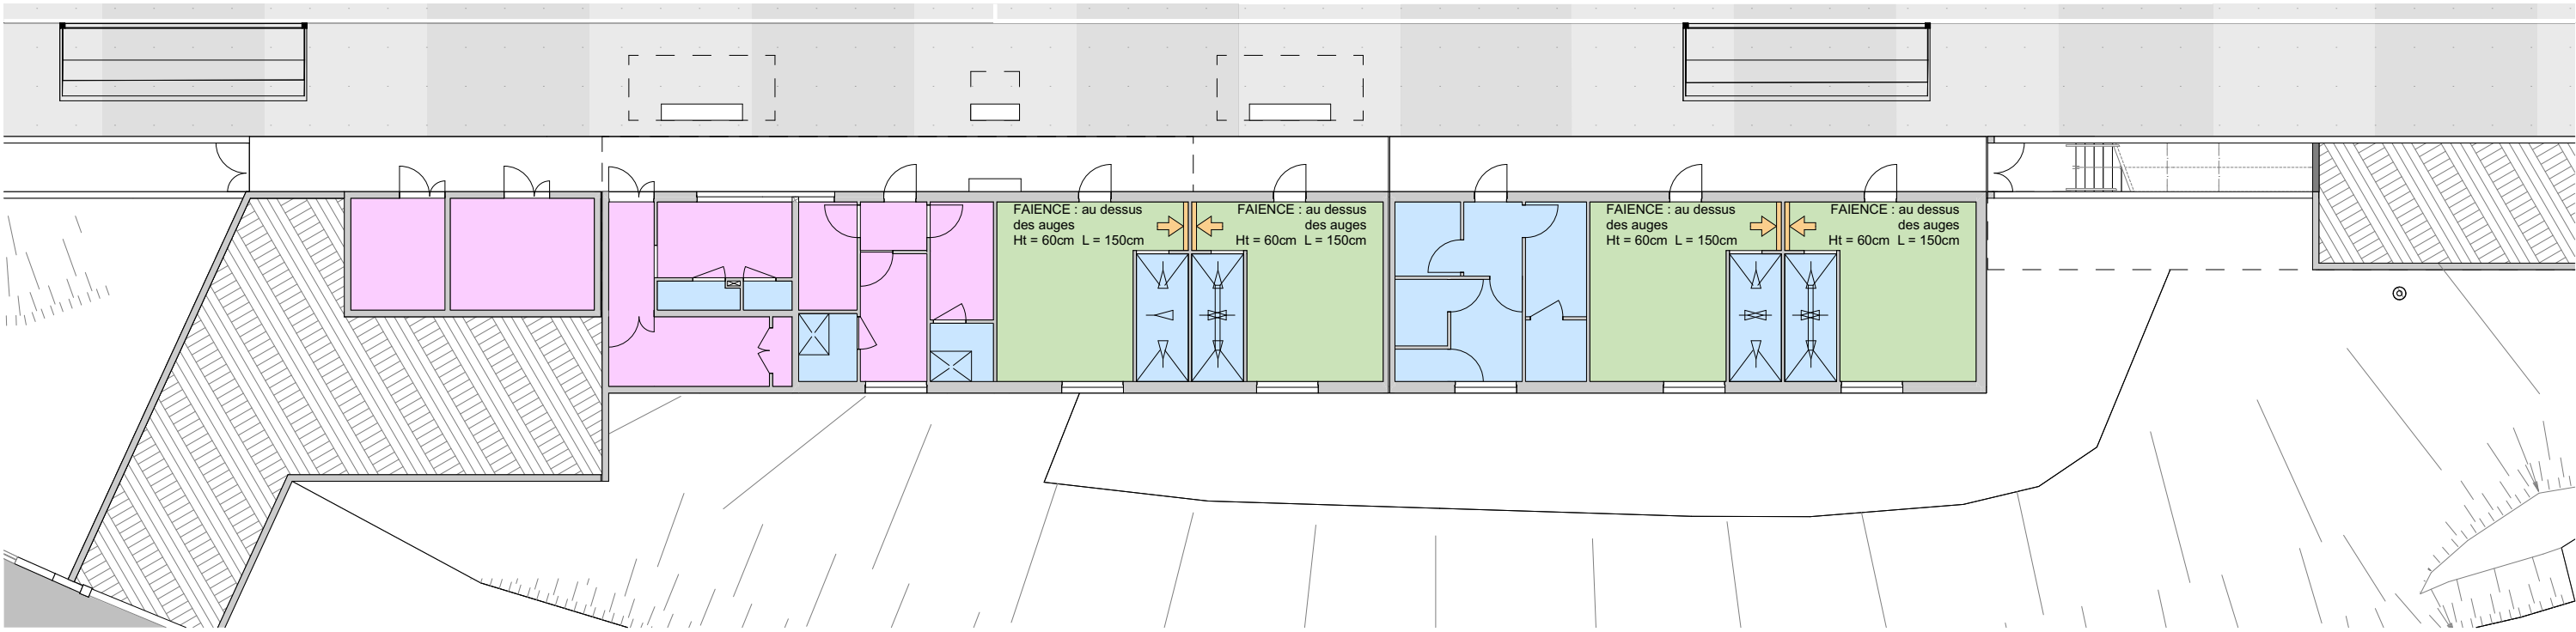 FAIENCE : au dessus
des auges
Ht = 60cm  L = 150cm
FAIENCE : au dessus
des auges
Ht = 60cm  L = 150cm
FAIENCE : au dessus
des auges
Ht = 60cm  L = 150cm
FAIENCE : au dessus
des auges
Ht = 60cm  L = 150cm